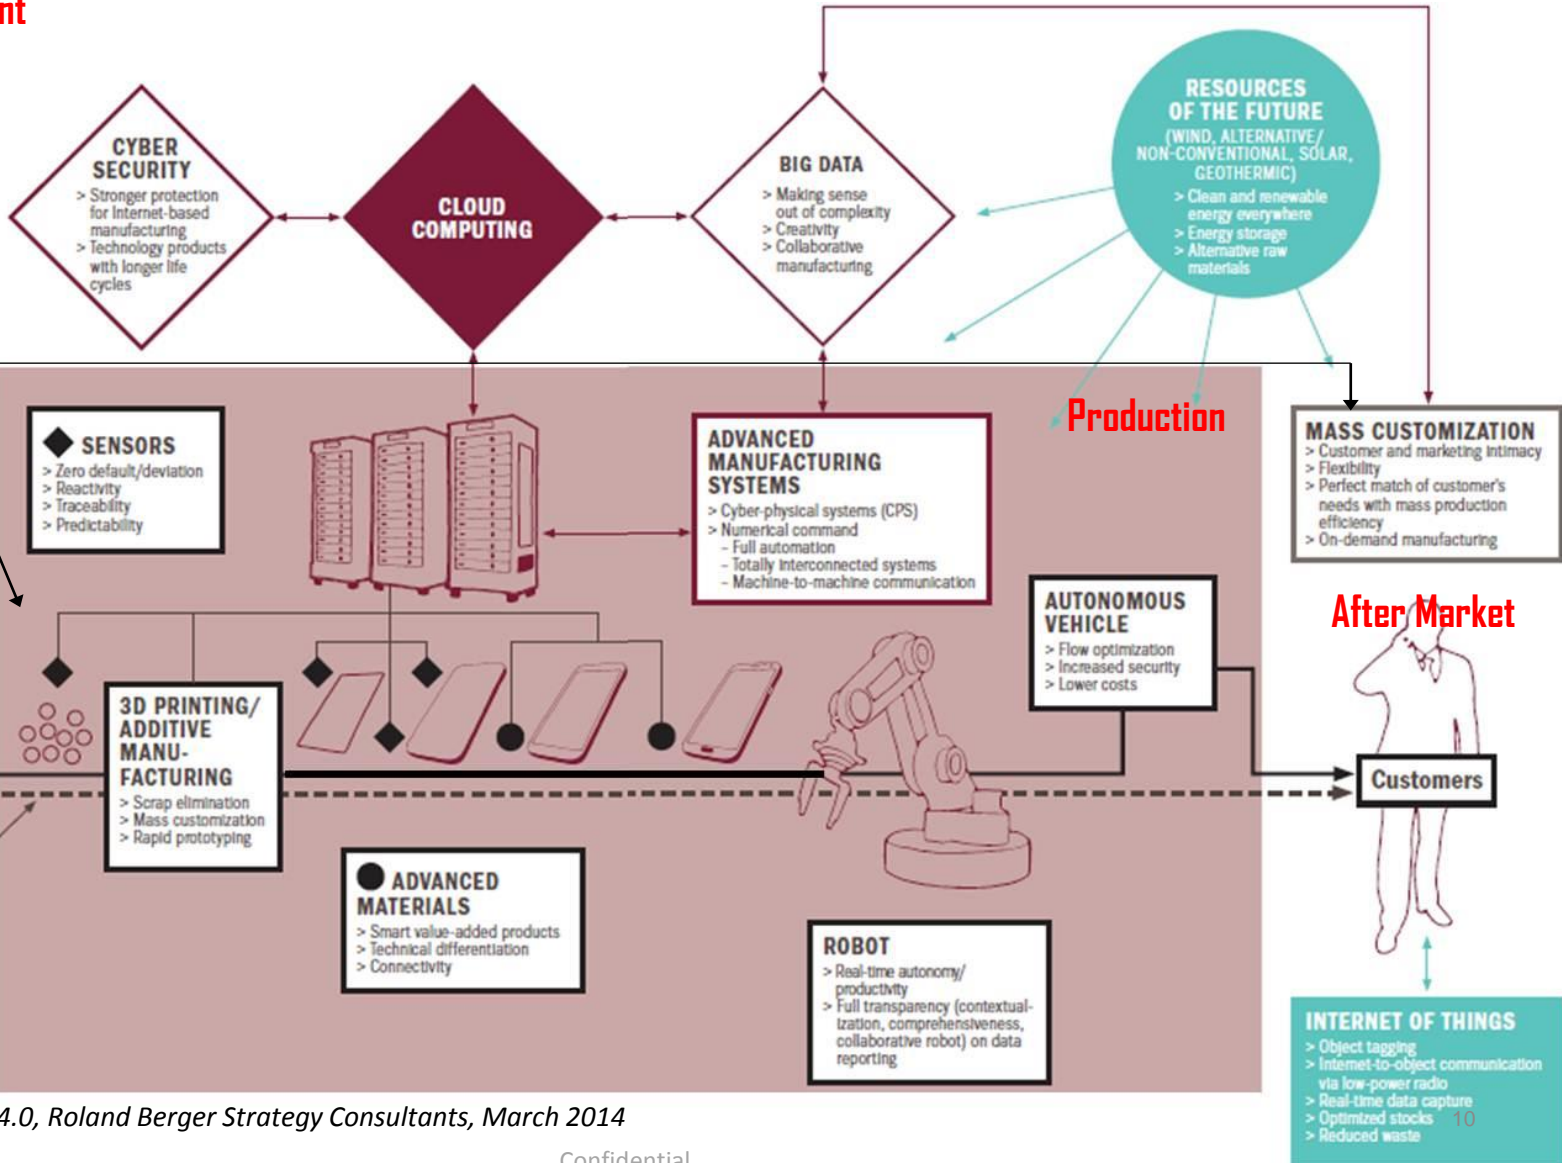 nt
CYBER
SECURITY
> Stronger protection
for Internet-based
manufacturing
> Technology products
with longer life
cycles
CLOUD
COMPUTING
BIG DATA
> Making sense
out of complexity
> Creativity
> Collaborative
manufacturing
RESOURCES
OF THE FUTURE
(WIND, ALTERNATIVE/
NON-CONVENTIONAL, SOLAR,
GEOTHERMIC)
> Clean and renewable
energy everywhere
> Energy storage
> Alternative raw
materials
Production
SENSORS
> Zero default/deviation
> Reactivity
> Traceability
> Predictability
ADVANCED
MANUFACTURING
SYSTEMS
> Cyber-physical systems (CPS)
> Numerical command
– Full automation
– Totally interconnected systems
– Machine-to-machine communication
MASS CUSTOMIZATION
> Customer and marketing intimacy
> Flexibility
> Perfect match of customer's
needs with mass production
efficiency
> On-demand manufacturing
AUTONOMOUS
VEHICLE
> Flow optimization
> Increased security
> Lower costs
After Market
3D PRINTING/
ADDITIVE
MANU-
FACTURING
> Scrap elimination
> Mass customization
> Rapid prototyping
Customers
ADVANCED
MATERIALS
> Smart value-added products
> Technical differentiation
> Connectivity
ROBOT
> Real-time autonomy/
productivity
> Full transparency (contextual-
ization, comprehensiveness,
collaborative robot) on data
reporting
INTERNET OF THINGS
> Object tagging
> Internet-to-object communication
via low-power radio
> Real-time data capture
> Optimized stocks
> Reduced waste
4.0, Roland Berger Strategy Consultants, March 2014
10
Confidential